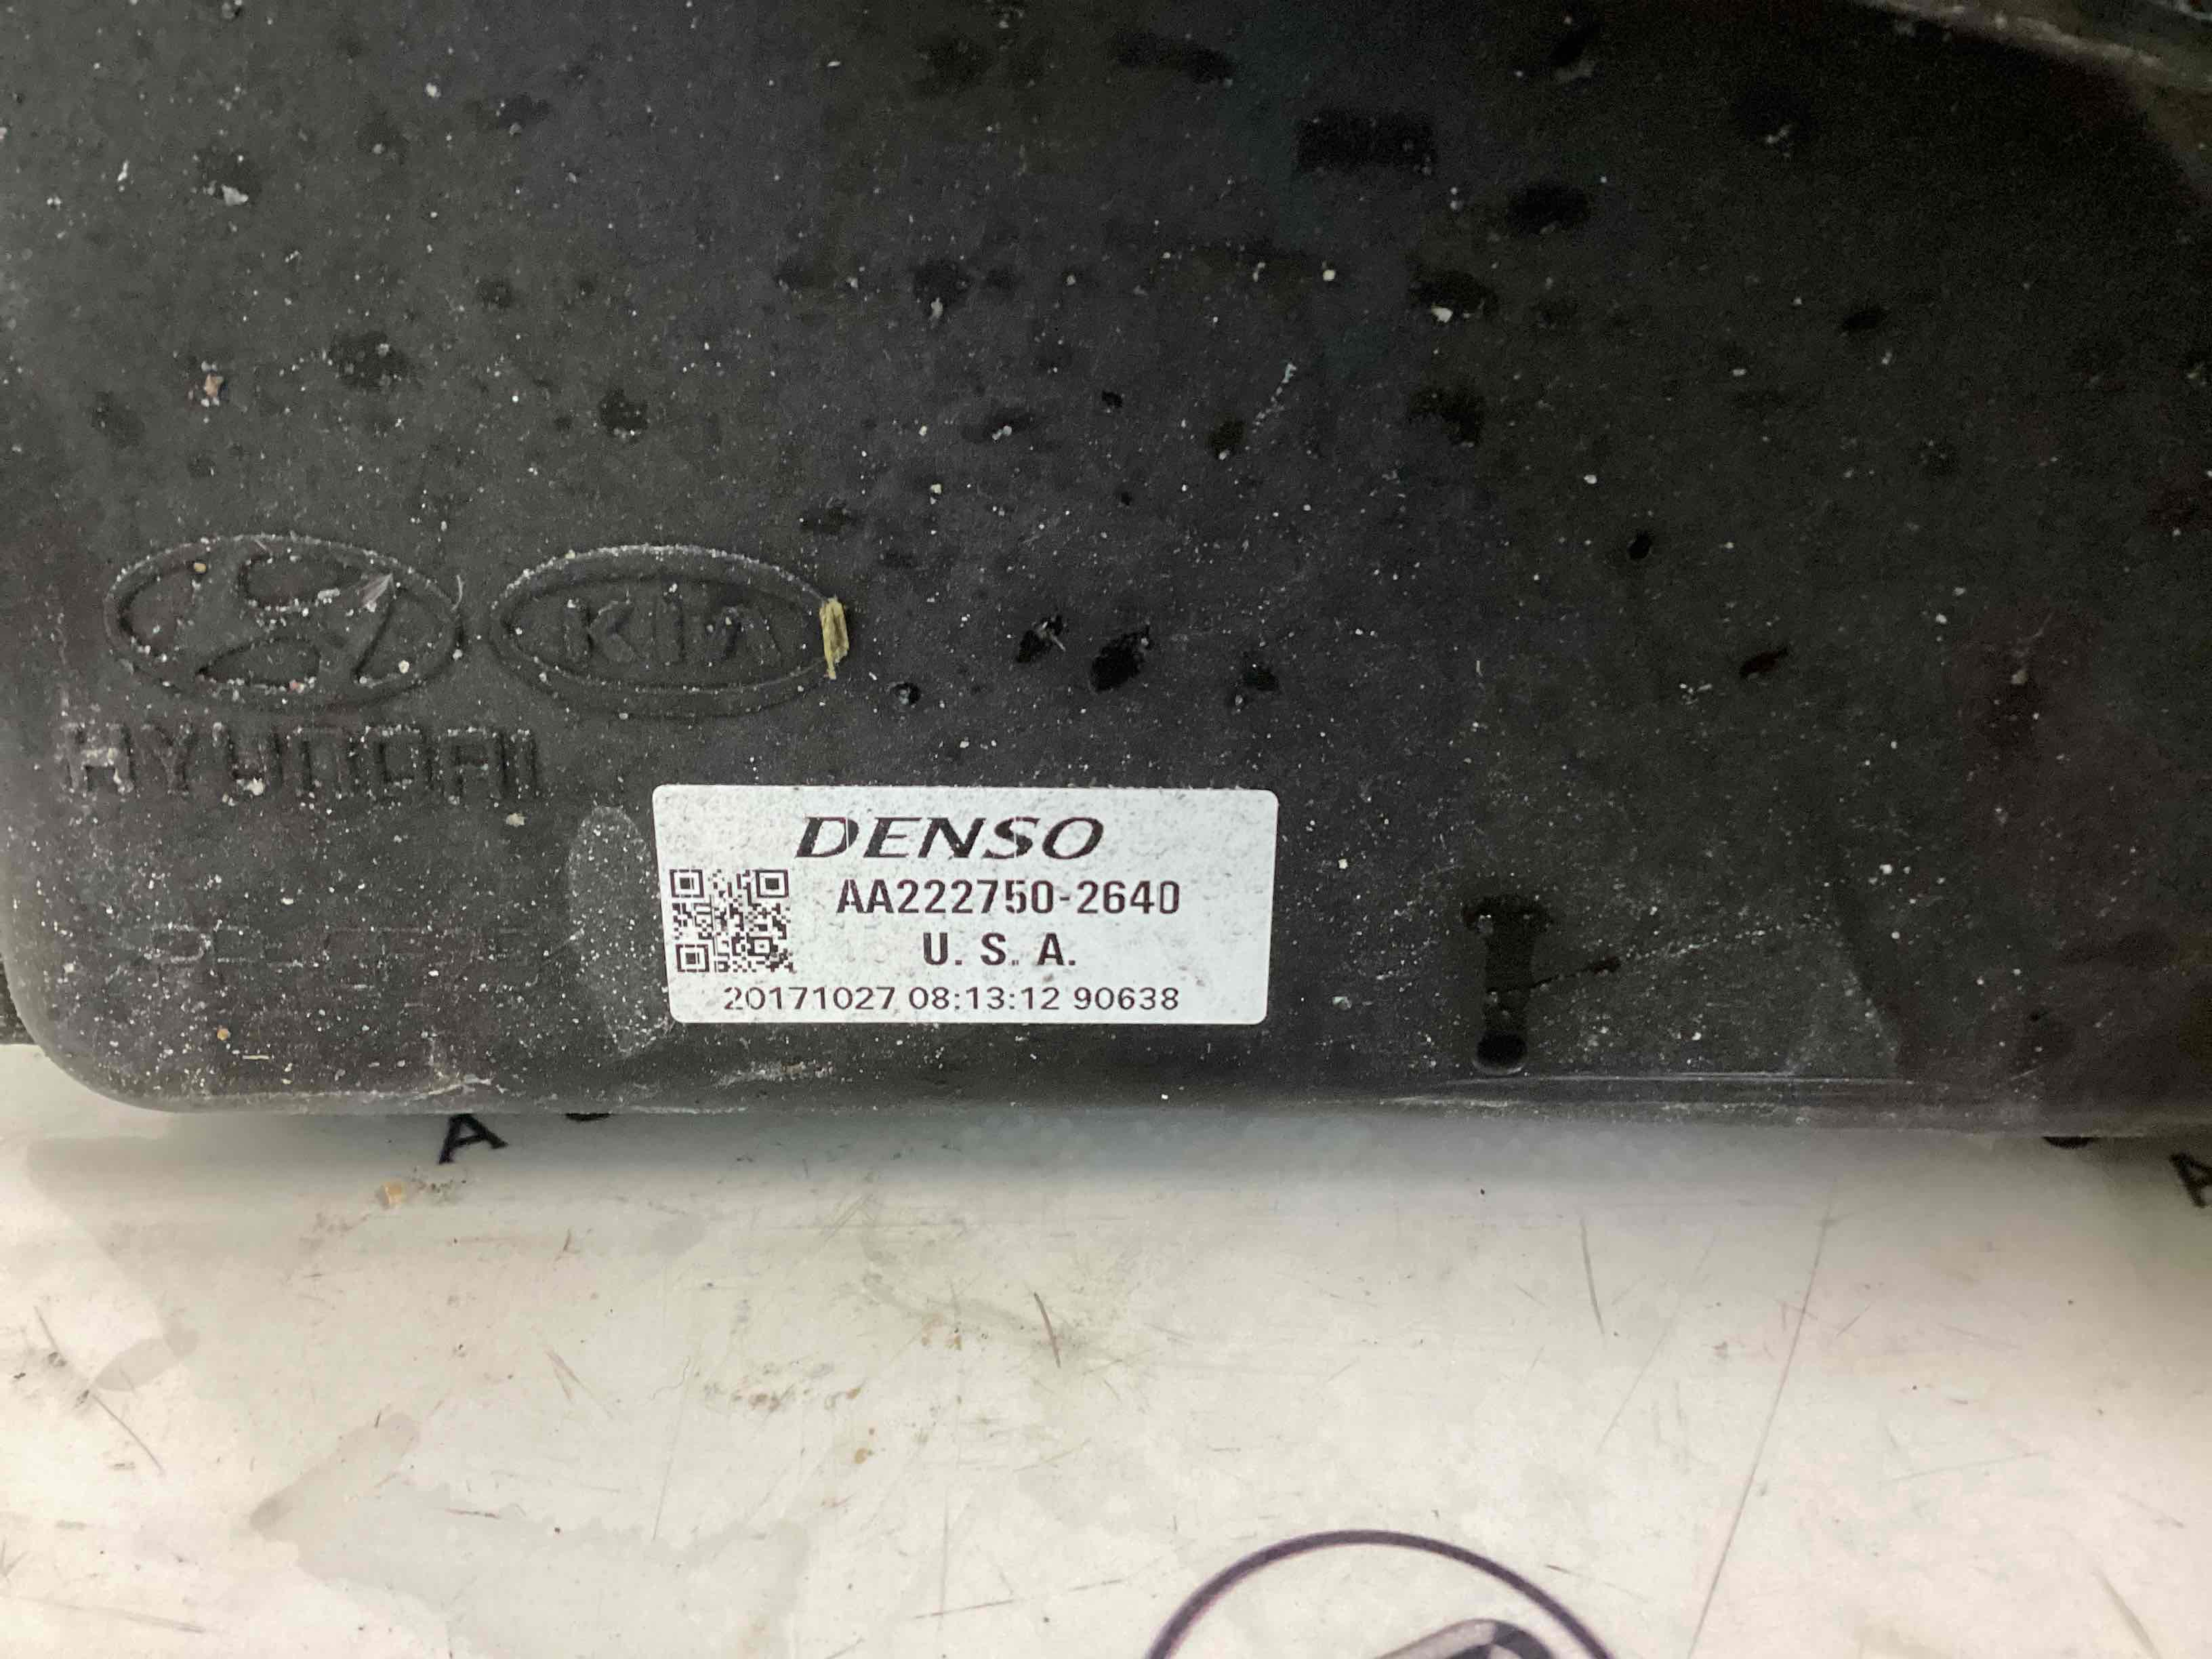 KIA
HYUNDAI
DENSO
AA222750-2640
U. S. A.
20171027 08:13:12 90638
A
A